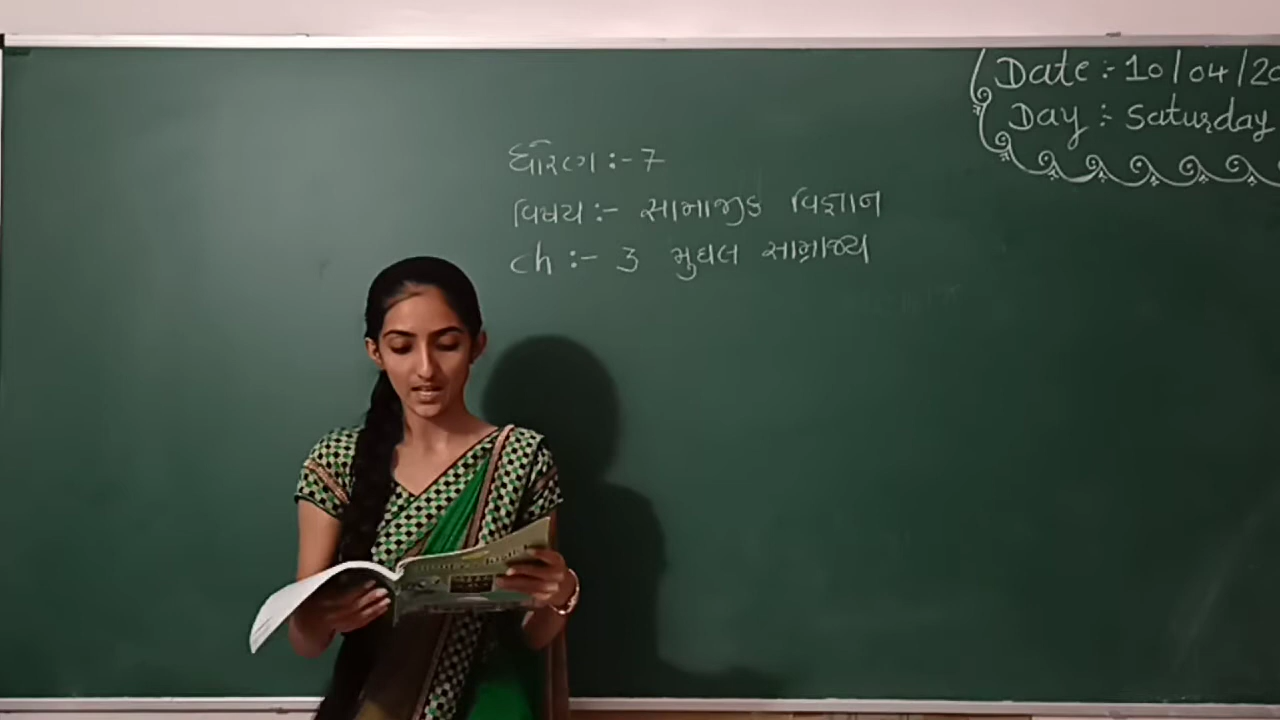 Date :- 10/04/20
Day :- Saturday
ધોરણ :- 7
વિષય :- સામાજીક વિજ્ઞાન
ch :- 3 મુઘલ સામ્રાજ્ય